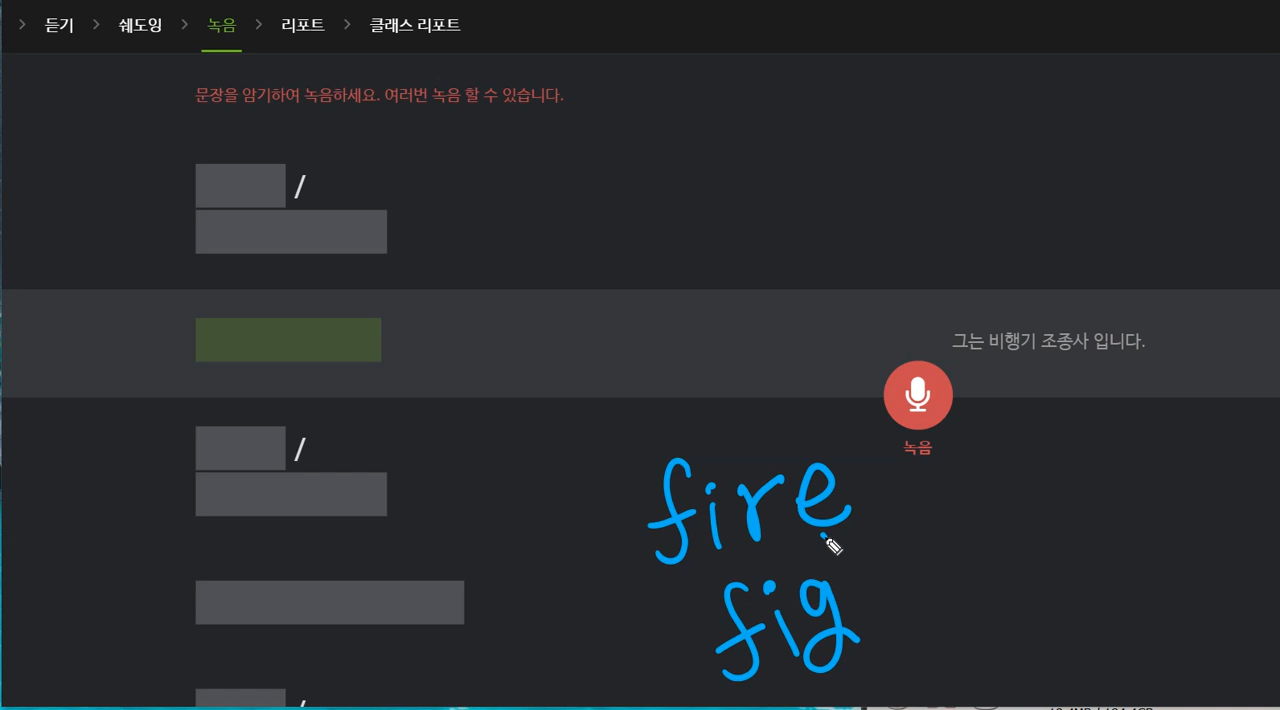 > 듣기 > 쉐도잉 > 녹음 > 리포트 > 클래스 리포트
문장을 암기하여 녹음하세요. 여러번 녹음 할 수 있습니다.
/
그는 비행기 조종사 입니다.
녹음
/
fire
fig
/